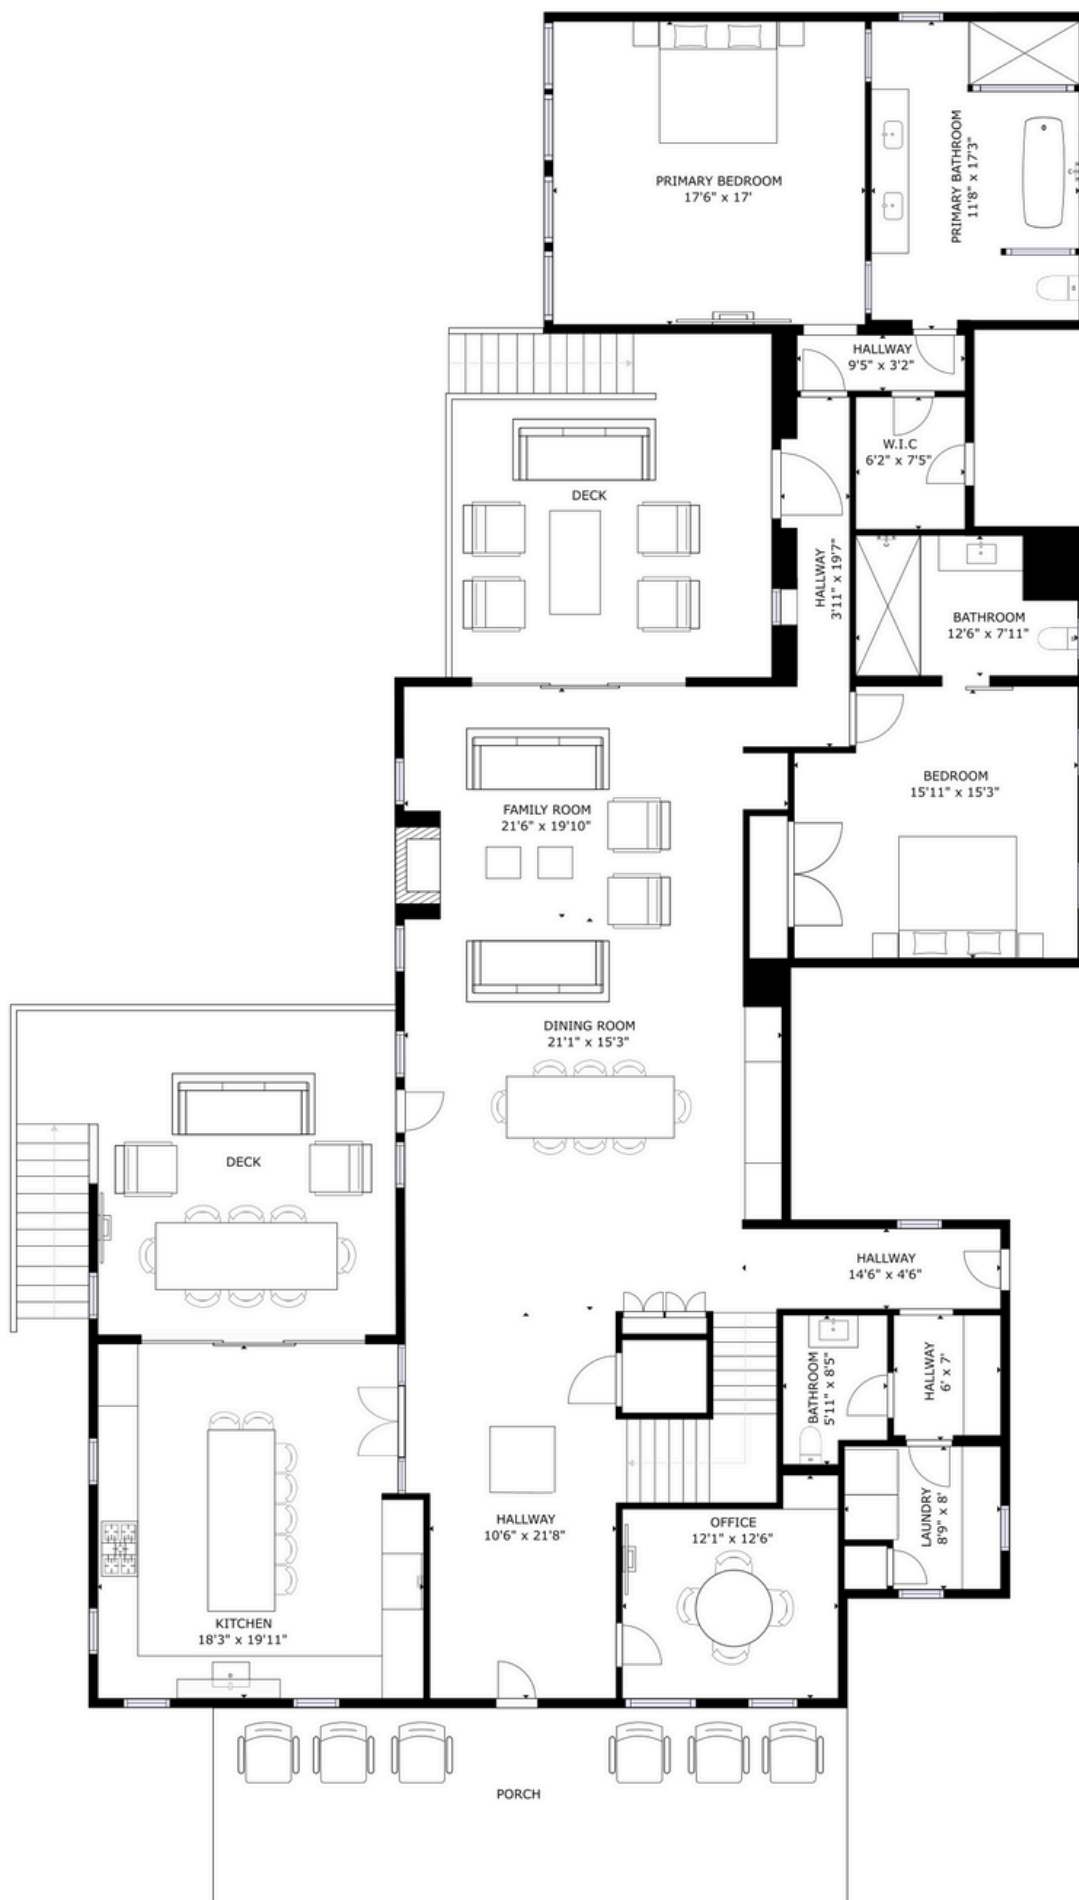 PRIMARY BEDROOM
17'6" x 17'
PRIMARY BATHROOM
11'8" x 17'3"
HALLWAY
9'5" x 3'2"
W.I.C
6'2" x 7'5"
DECK
HALLWAY
3'11" x 19'7"
BATHROOM
12'6" x 7'11"
BEDROOM
15'11" x 15'3"
FAMILY ROOM
21'6" x 19'10"
DINING ROOM
21'1" x 15'3"
DECK
HALLWAY
14'6" x 4'6"
BATHROOM
5'11" x 8'5"
HALLWAY
6' x 7'
LAUNDRY
8'9" x 8'
HALLWAY
10'6" x 21'8"
OFFICE
12'1" x 12'6"
KITCHEN
18'3" x 19'11"
PORCH